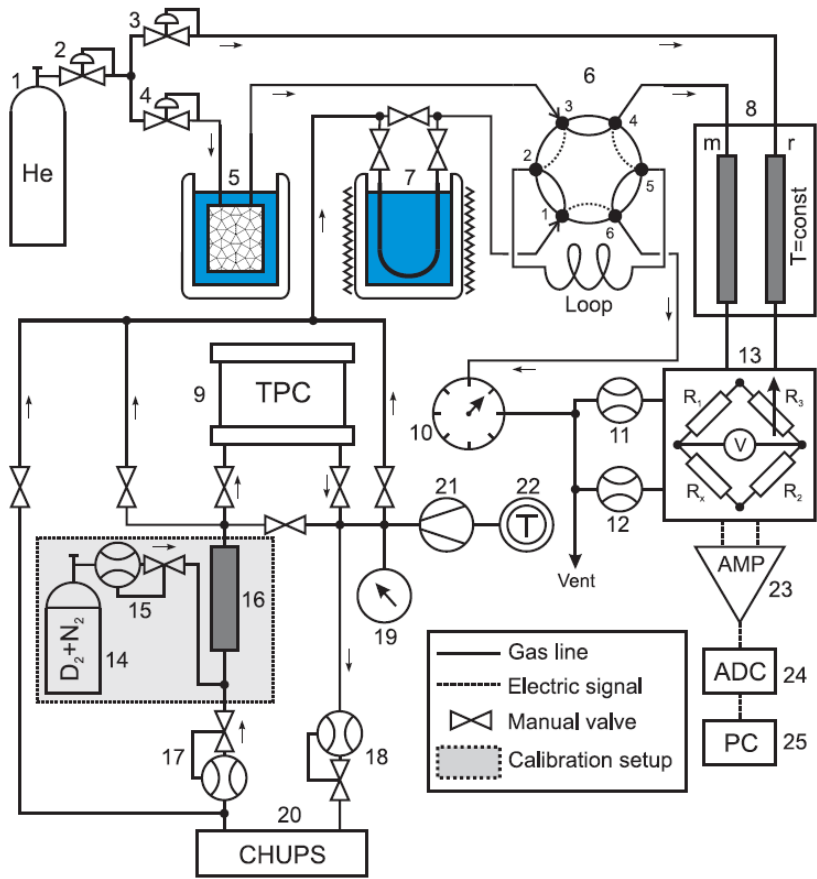 3
2
6
1
4
3
4
8
m
r
He
5
7
2
5
1
6
T=const
Loop
13
9
TPC
R₁
R₃
10
11
V
Rₓ
R₂
21
22
12
T
AMP
Vent
23
15
16
19
D₂+N₂
14
Gas line
Electric signal
ADC
24
Manual valve
17
18
PC
25
Calibration setup
20
CHUPS